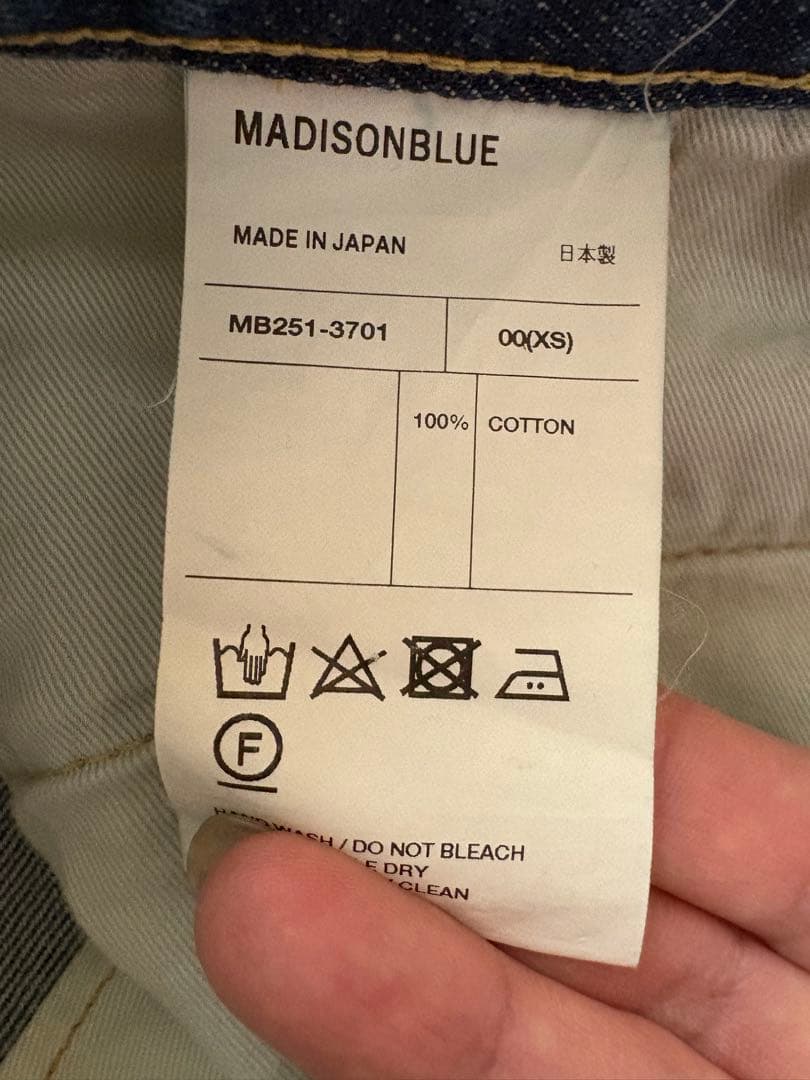 MADISONBLUE
MADE IN JAPAN 日本製
MB251-3701 00(XS)
100% COTTON
F
HAND WASH / DO NOT BLEACH
DRY
CLEAN